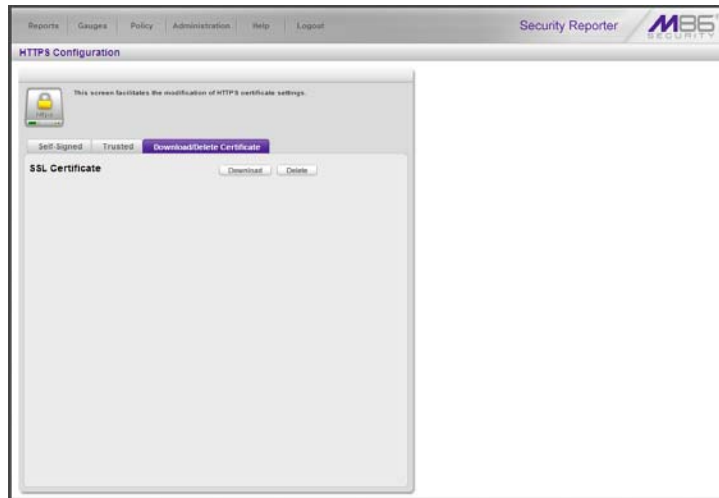 Reports Gauges Policy Administration Help Logout
Security Reporter
M86 SECURITY
HTTPS Configuration
This screen facilitates the modification of HTTPS certificate settings.
Https
Self-Signed Trusted Download/Delete Certificate
SSL Certificate Download Delete